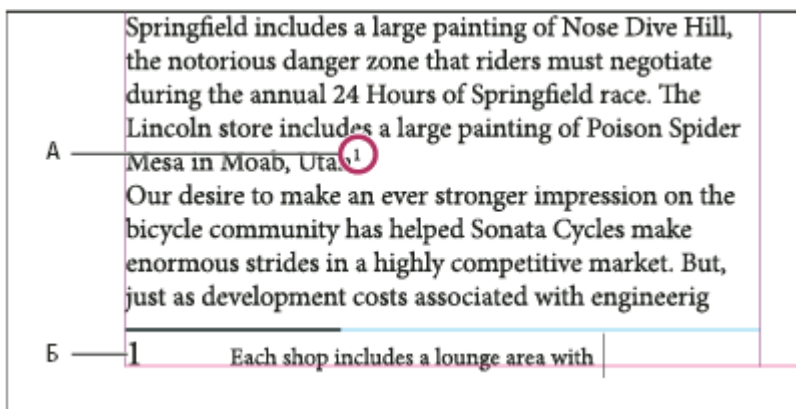 Springfield includes a large painting of Nose Dive Hill,
the notorious danger zone that riders must negotiate
during the annual 24 Hours of Springfield race. The
Lincoln store includes a large painting of Poison Spider
А Mesa in Moab, Utah¹
Our desire to make an ever stronger impression on the
bicycle community has helped Sonata Cycles make
enormous strides in a highly competitive market. But,
just as development costs associated with engineerig
Б 1 Each shop includes a lounge area with